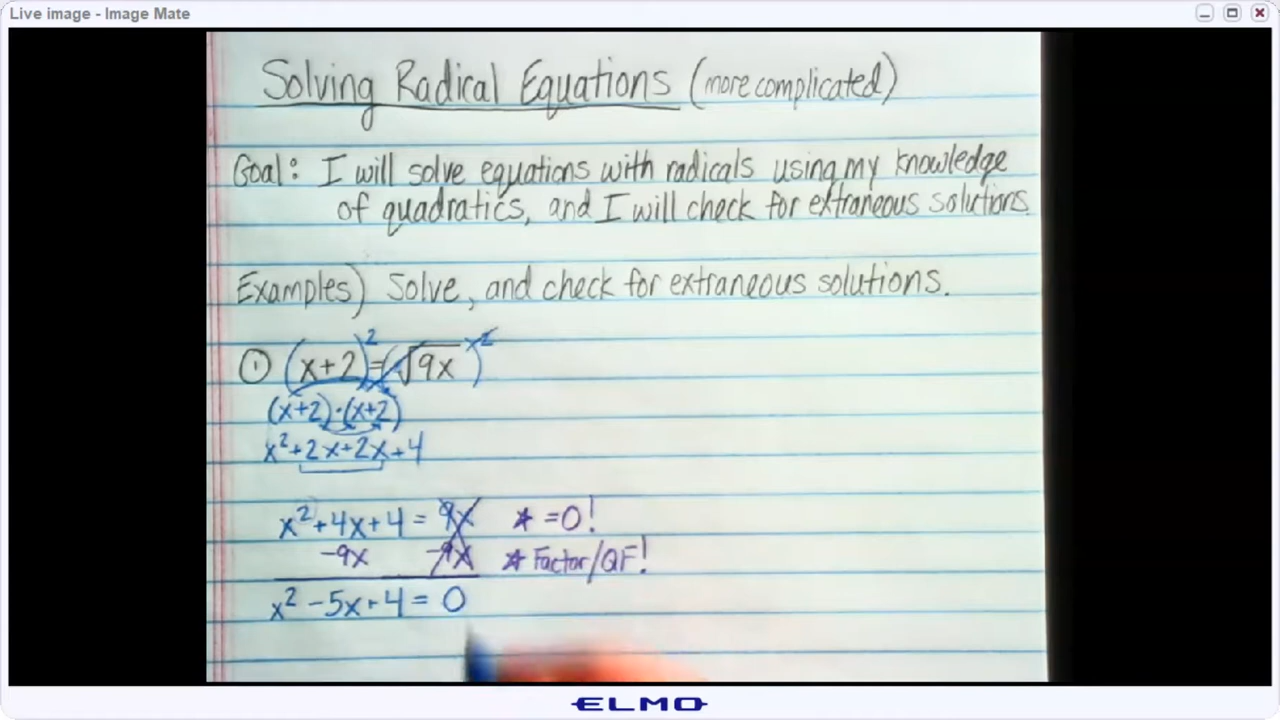 Live image - Image Mate
Solving Radical Equations (more complicated)
Goal: I will solve equations with radicals using my knowledge
of quadratics, and I will check for extraneous solutions.
Examples) Solve, and check for extraneous solutions.
① (x+2)² = (√9x)²
(x+2)·(x+2)
x²+2x+2x+4
x²+4x+4 = 9x * =0!
-9x -9x * Factor/QF!
x² -5x+4 = 0
ELMO